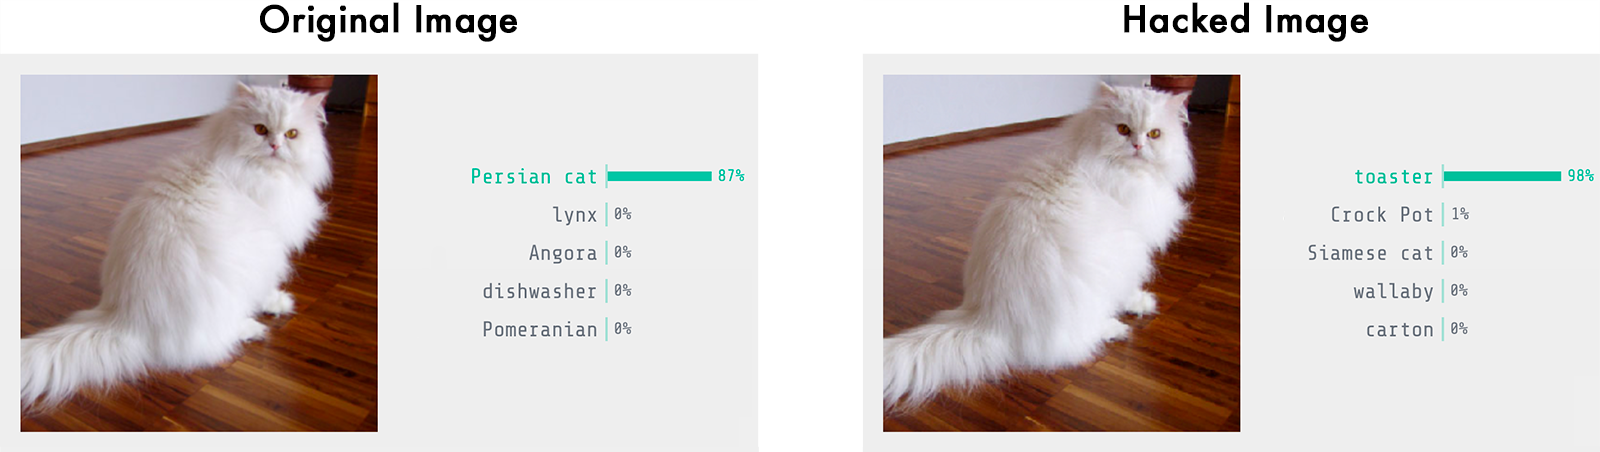 Original Image
Persian cat 87%
lynx 0%
Angora 0%
dishwasher 0%
Pomeranian 0%
Hacked Image
toaster 98%
Crock Pot 1%
Siamese cat 0%
wallaby 0%
carton 0%